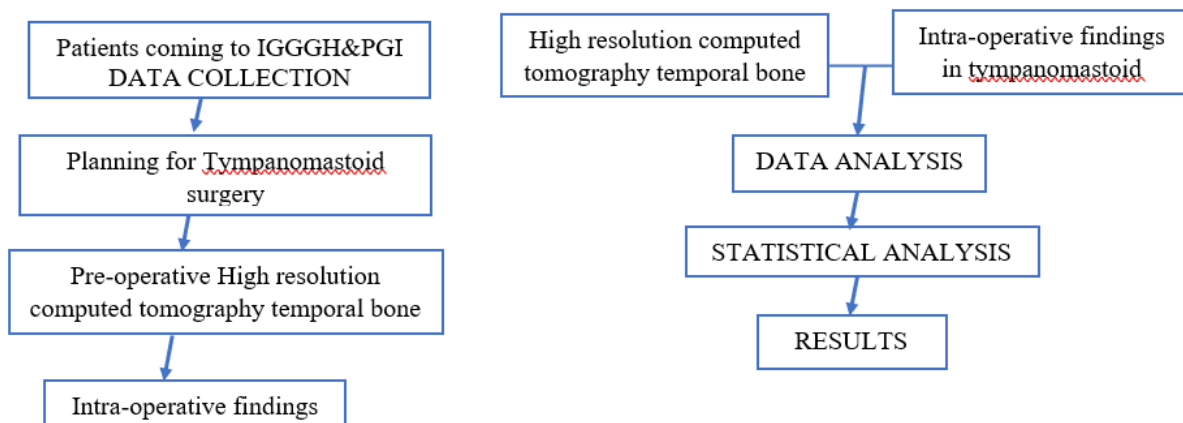 Patients coming to IGGGH&PGI
DATA COLLECTION
Planning for Tympanomastoid
surgery
Pre-operative High resolution
computed tomography temporal bone
Intra-operative findings
High resolution computed
tomography temporal bone
Intra-operative findings
in tympanomastoid
DATA ANALYSIS
STATISTICAL ANALYSIS
RESULTS